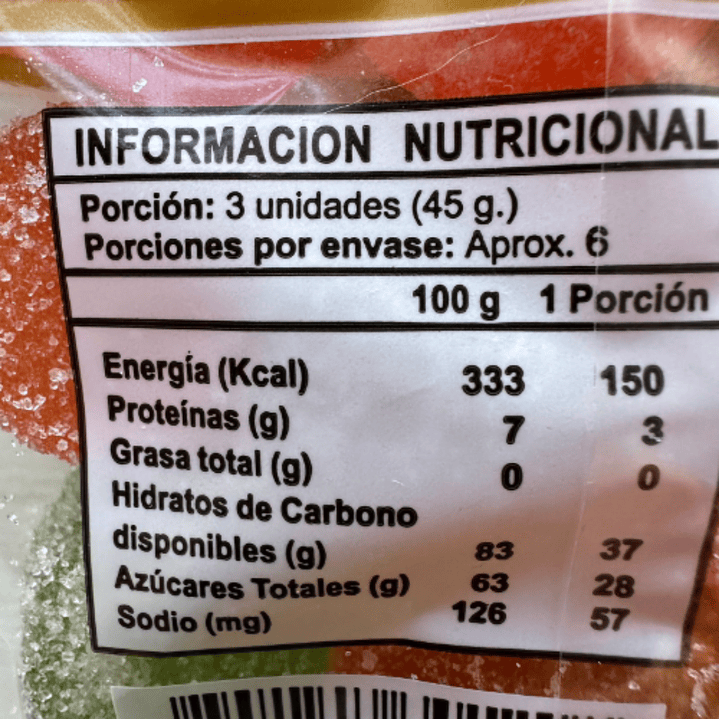 INFORMACION NUTRICIONAL
Porción: 3 unidades (45 g.)
Porciones por envase: Aprox. 6
100 g 1 Porción
Energía (Kcal) 333 150
Proteínas (g) 7 3
Grasa total (g) 0 0
Hidratos de Carbono
disponibles (g) 83 37
Azúcares Totales (g) 63 28
Sodio (mg) 126 57